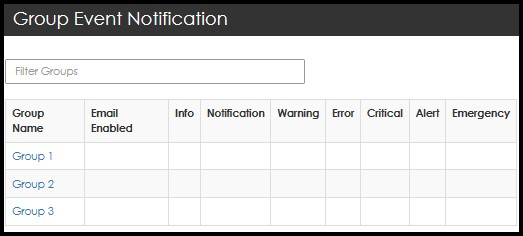 Group Event Notification
Filter Groups
Group Name Email Enabled Info Notification Warning Error Critical Alert Emergency
Group 1
Group 2
Group 3